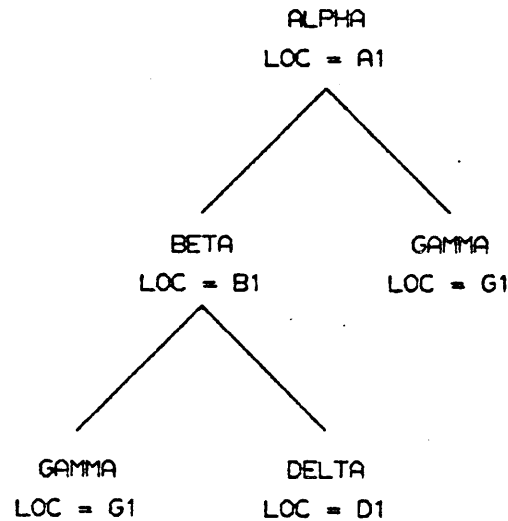 ALPHA
LOC = A1
BETA
LOC = B1
GAMMA
LOC = G1
GAMMA
LOC = G1
DELTA
LOC = D1